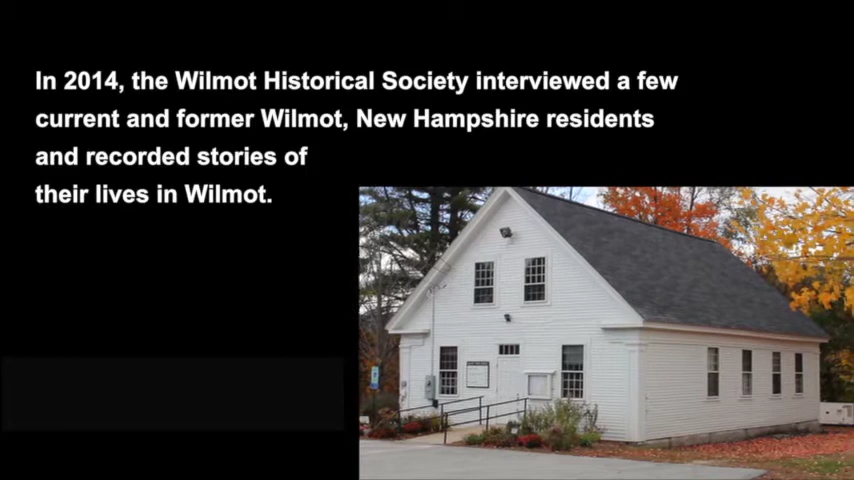 In 2014, the Wilmot Historical Society interviewed a few
current and former Wilmot, New Hampshire residents
and recorded stories of
their lives in Wilmot.